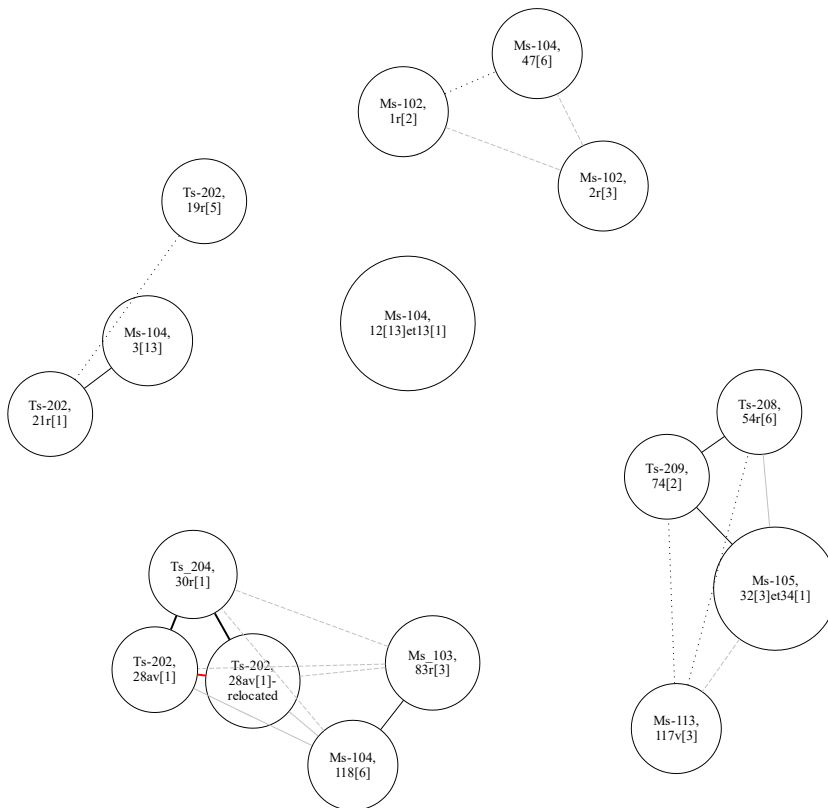 Ms-104,
47[6]
Ms-102,
1r[2]
Ms-102,
2r[3]
Ts-202,
19r[5]
Ms-104,
12[13]et13[1]
Ms-104,
3[13]
Ts-202,
21r[1]
Ts-208,
54r[6]
Ts-209,
74[2]
Ms-105,
32[3]et34[1]
Ts_204,
30r[1]
Ts-202,
28av[1]
Ts-202,
28av[1]-
relocated
Ms_103,
83r[3]
Ms-113,
117v[3]
Ms-104,
118[6]